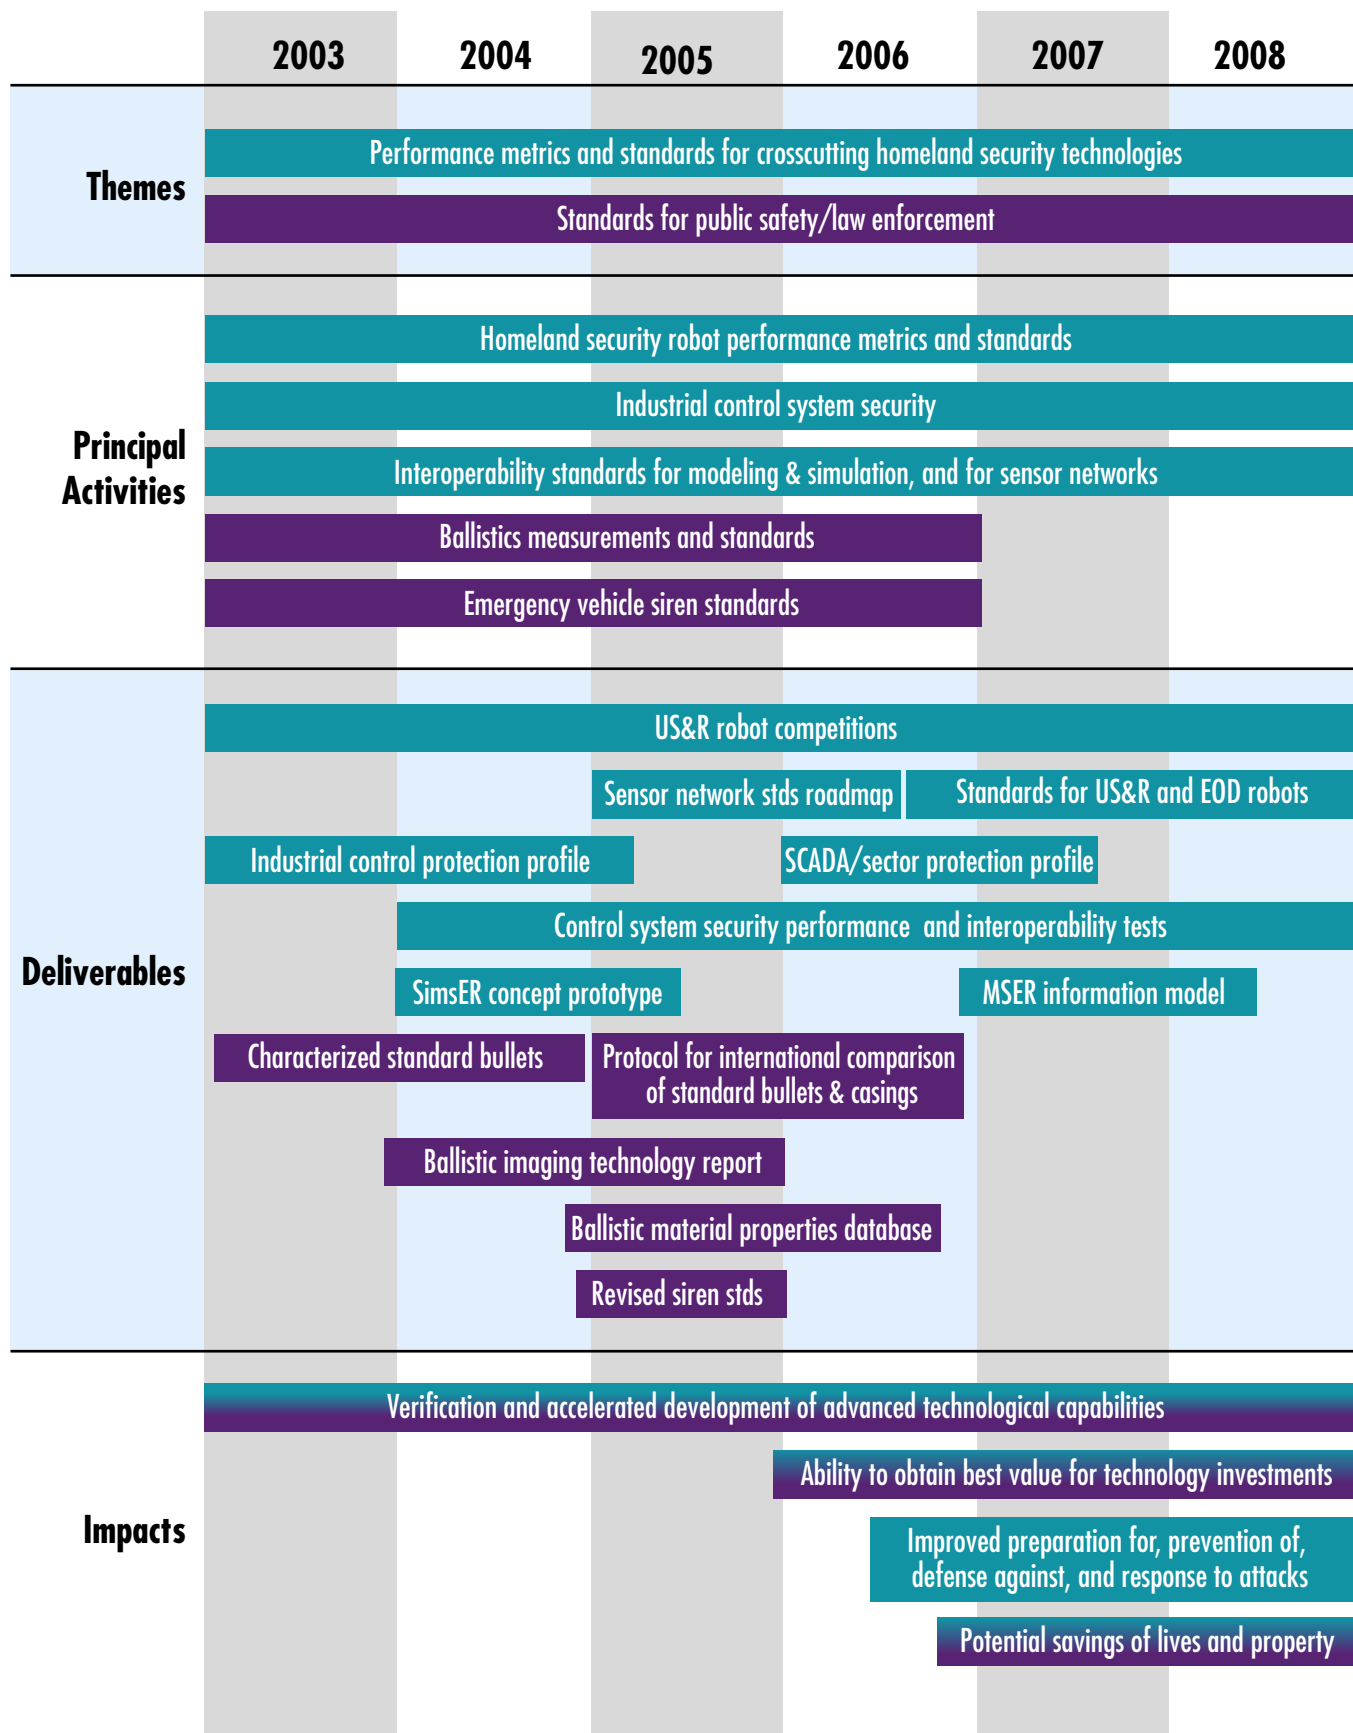 2003 2004 2005 2006 2007 2008
Themes
Performance metrics and standards for crosscutting homeland security technologies
Standards for public safety/law enforcement
Principal
Activities
Homeland security robot performance metrics and standards
Industrial control system security
Interoperability standards for modeling & simulation, and for sensor networks
Ballistics measurements and standards
Emergency vehicle siren standards
Deliverables
US&R robot competitions
Sensor network stds roadmap
Standards for US&R and EOD robots
Industrial control protection profile
SCADA/sector protection profile
Control system security performance and interoperability tests
SimsER concept prototype
MSER information model
Characterized standard bullets
Protocol for international comparison
of standard bullets & casings
Ballistic imaging technology report
Ballistic material properties database
Revised siren stds
Impacts
Verification and accelerated development of advanced technological capabilities
Ability to obtain best value for technology investments
Improved preparation for, prevention of,
defense against, and response to attacks
Potential savings of lives and property